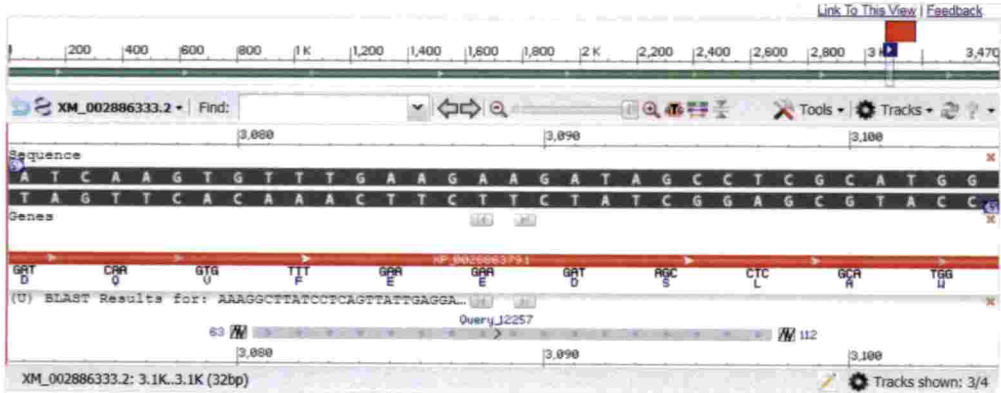 Link To This View | Feedback
200 400 600 800 1 K 1,200 1,400 1,600 1,800 2 K 2,200 2,400 2,600 2,800 3 K 3,470
XM_002886333.2 Find: Tools Tracks ?
3,080 3,090 3,100
Sequence
A T C A A G T G T T T G A A G A A G A T A G C C T C G C A T G G
T A G T T C A C A A A C T T C T T C T A T C G G A G C G T A C C
Genes
XP_002886379.1
GAT CAA GTG TTT GAA GAA GAT AGC CTC GCA TGG
D Q V F E E D S L A W
(U) BLAST Results for: AAAGGCTTATCCTCAGTTATTGAGGA…
Query_12257
63 112
3,080 3,090 3,100
XM_002886333.2: 3.1K..3.1K (32bp) Tracks shown: 3/4